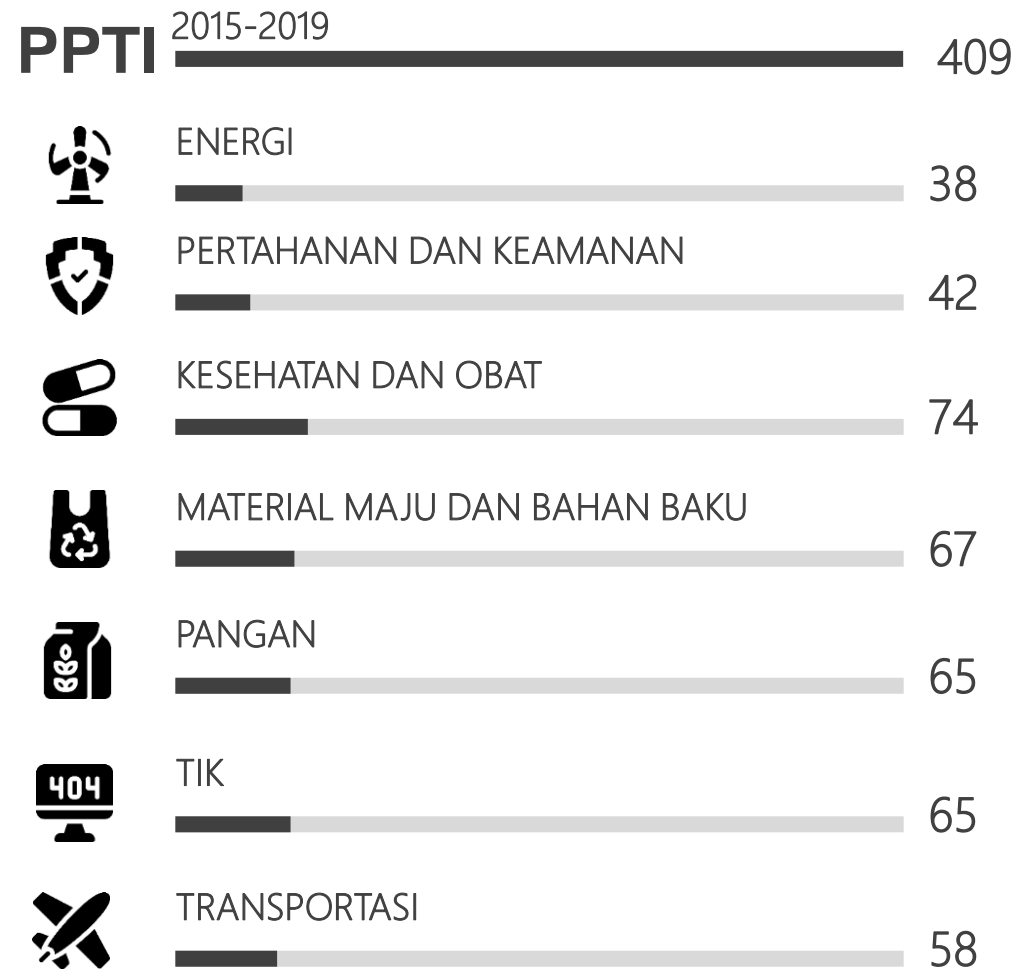 PPTI 2015-2019
409
ENERGI
38
PERTAHANAN DAN KEAMANAN
42
KESEHATAN DAN OBAT
74
MATERIAL MAJU DAN BAHAN BAKU
67
PANGAN
65
404
TIK
65
TRANSPORTASI
58